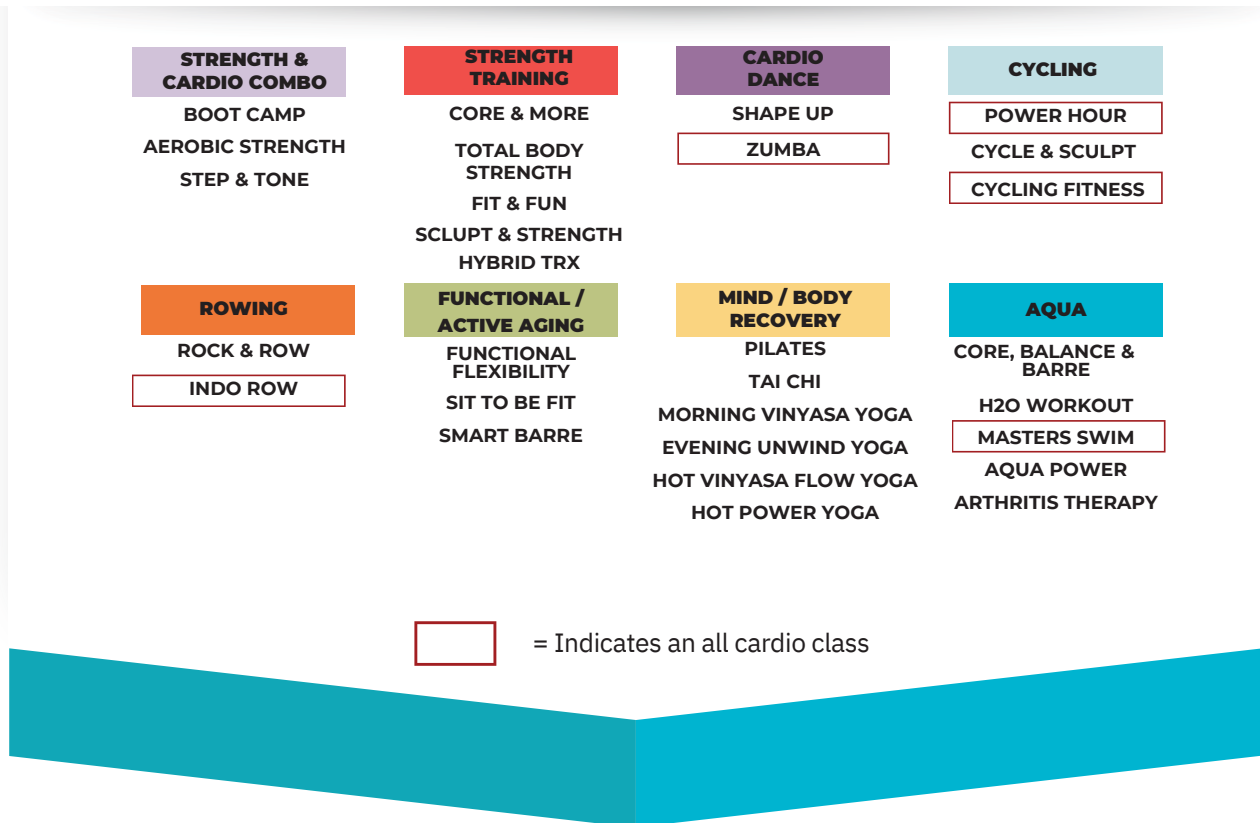 STRENGTH &
CARDIO COMBO
BOOT CAMP
AEROBIC STRENGTH
STEP & TONE
STRENGTH
TRAINING
CORE & MORE
TOTAL BODY
STRENGTH
FIT & FUN
SCLUPT & STRENGTH
HYBRID TRX
CARDIO
DANCE
SHAPE UP
ZUMBA
CYCLING
POWER HOUR
CYCLE & SCULPT
CYCLING FITNESS
ROWING
ROCK & ROW
INDO ROW
FUNCTIONAL /
ACTIVE AGING
FUNCTIONAL
FLEXIBILITY
SIT TO BE FIT
SMART BARRE
MIND / BODY
RECOVERY
PILATES
TAI CHI
MORNING VINYASA YOGA
EVENING UNWIND YOGA
HOT VINYASA FLOW YOGA
HOT POWER YOGA
AQUA
CORE, BALANCE &
BARRE
H2O WORKOUT
MASTERS SWIM
AQUA POWER
ARTHRITIS THERAPY
= Indicates an all cardio class